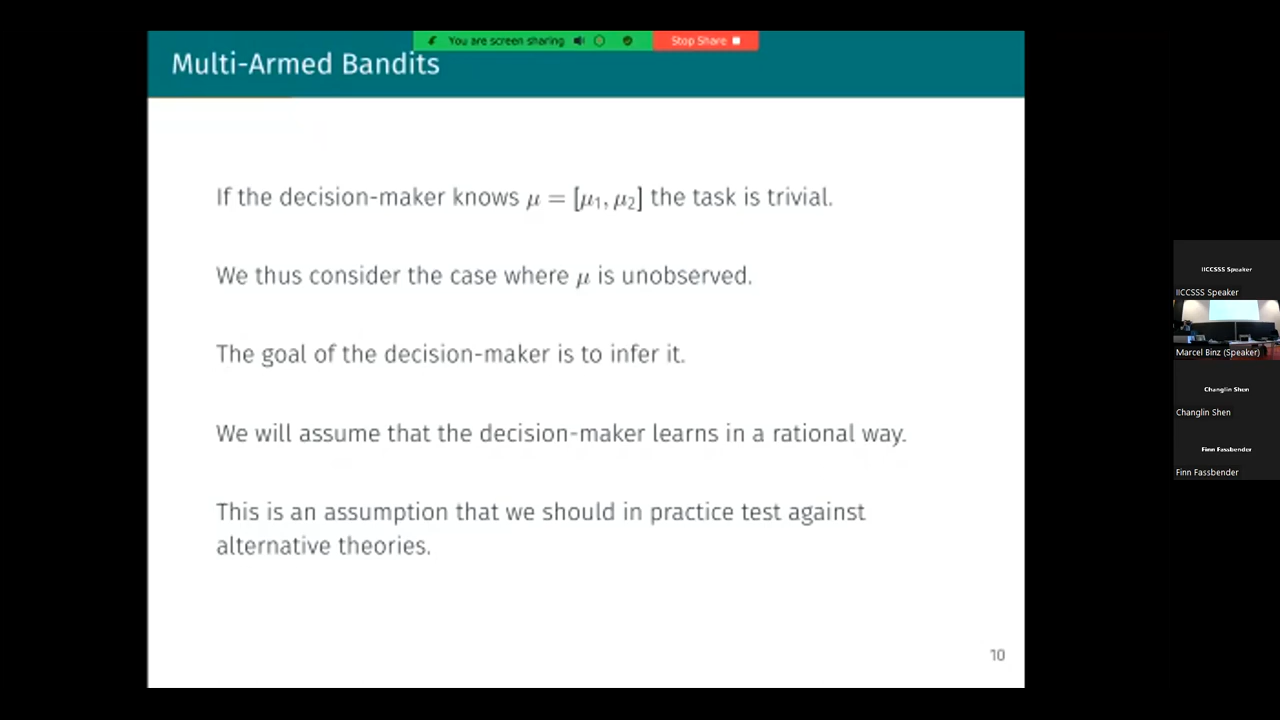 You are screen sharing
Stop Share
Multi-Armed Bandits
If the decision-maker knows μ = [μ₁, μ₂] the task is trivial.
We thus consider the case where μ is unobserved.
The goal of the decision-maker is to infer it.
We will assume that the decision-maker learns in a rational way.
This is an assumption that we should in practice test against
alternative theories.
10
IICCSSS Speaker
IICCSSS Speaker
Marcel Binz (Speaker)
Changlin Shen
Changlin Shen
Finn Fassbender
Finn Fassbender